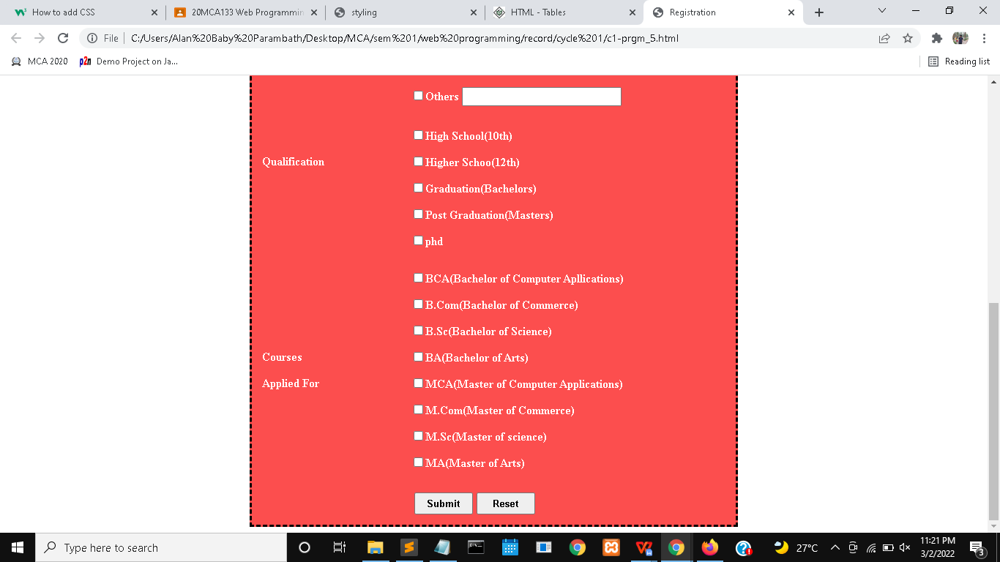 How to add CSS
20MCA133 Web Programmin
styling
HTML - Tables
Registration
File
C:/Users/Alan%20Baby%20Parambath/Desktop/MCA/sem%201/web%20programming/record/cycle%201/c1-prgm_5.html
MCA 2020
p2n Demo Project on Ja...
Reading list
Others
High School(10th)
Qualification
Higher Schoo(12th)
Graduation(Bachelors)
Post Graduation(Masters)
phd
BCA(Bachelor of Computer Apllications)
B.Com(Bachelor of Commerce)
B.Sc(Bachelor of Science)
Courses
BA(Bachelor of Arts)
Applied For
MCA(Master of Computer Applications)
M.Com(Master of Commerce)
M.Sc(Master of science)
MA(Master of Arts)
Submit
Reset
Type here to search
27°C
11:21 PM
3/2/2022
3